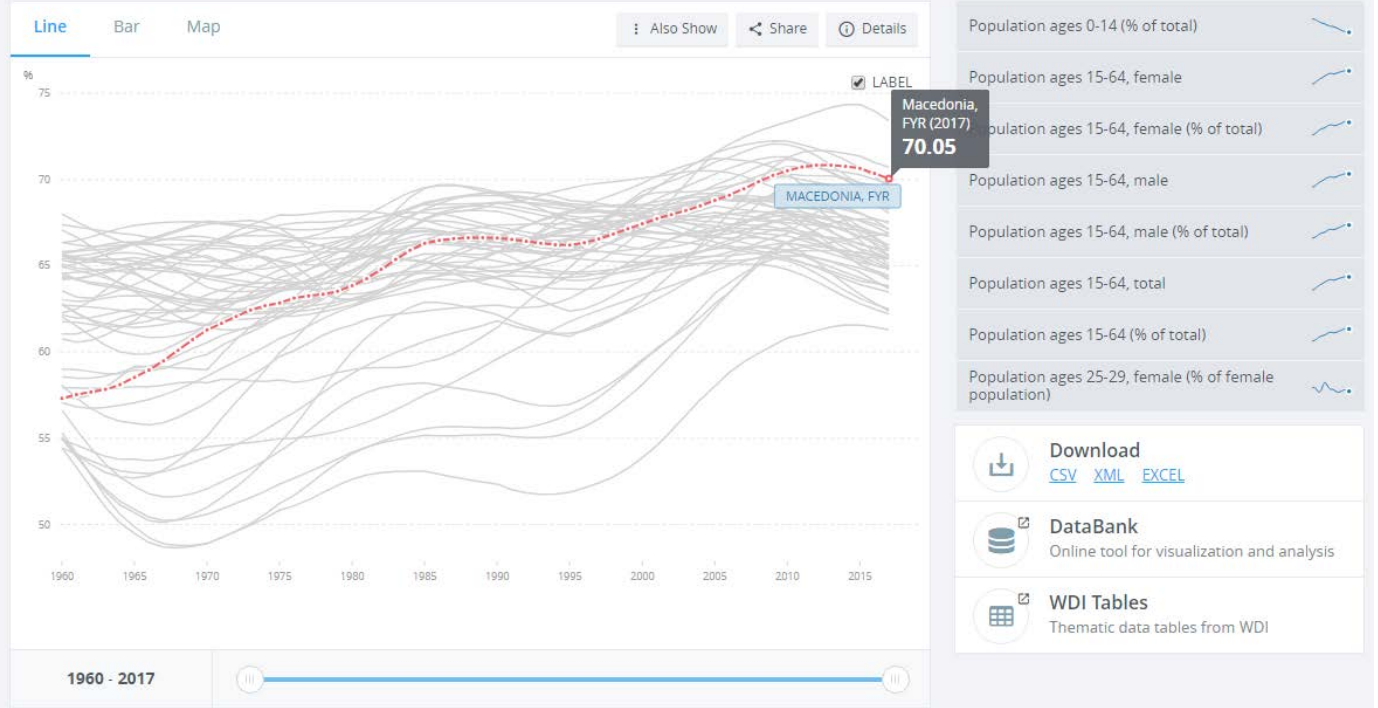 Line Bar Map
Also Show Share Details
%
LABEL
75
70
65
60
55
50
Macedonia,
FYR (2017)
70.05
MACEDONIA, FYR
1960 1965 1970 1975 1980 1985 1990 1995 2000 2005 2010 2015
1960 - 2017
Population ages 0-14 (% of total)
Population ages 15-64, female
opulation ages 15-64, female (% of total)
Population ages 15-64, male
Population ages 15-64, male (% of total)
Population ages 15-64, total
Population ages 15-64 (% of total)
Population ages 25-29, female (% of female
population)
Download
CSV XML EXCEL
DataBank
Online tool for visualization and analysis
WDI Tables
Thematic data tables from WDI